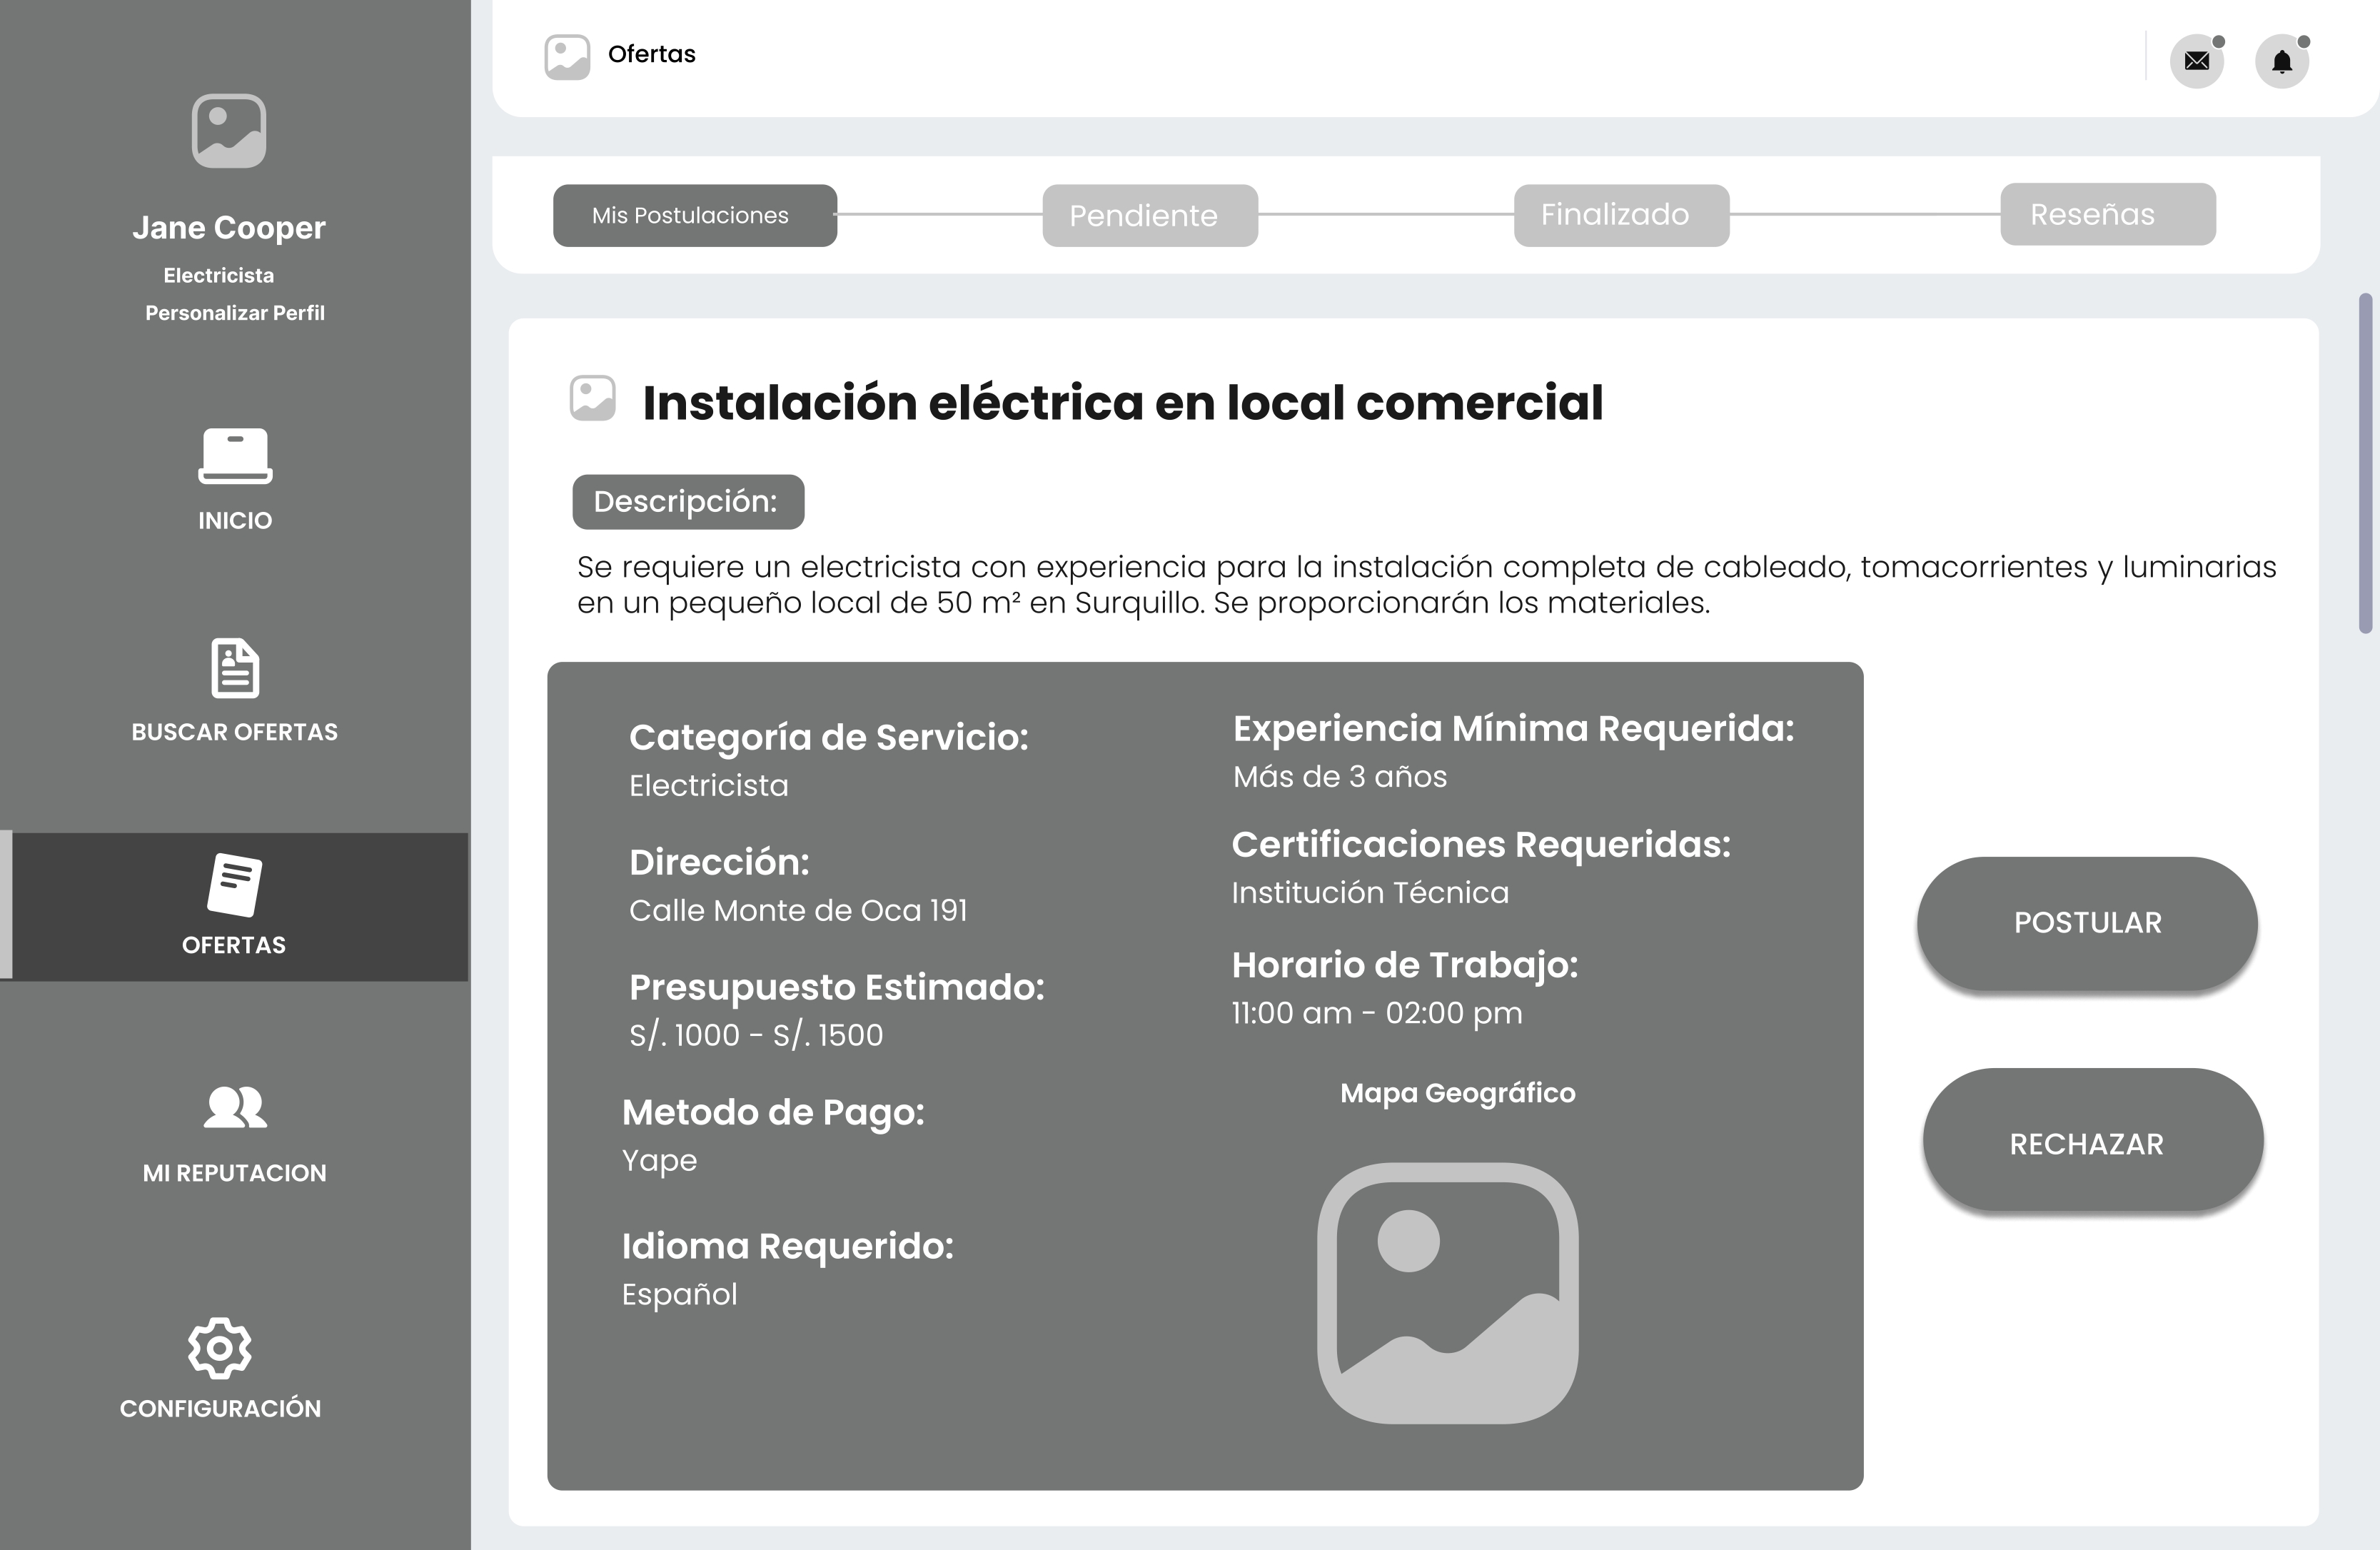 Jane Cooper
Electricista
Personalizar Perfil
INICIO
BUSCAR OFERTAS
OFERTAS
MI REPUTACION
CONFIGURACIÓN
Ofertas
Mis Postulaciones
Pendiente
Finalizado
Reseñas
Instalación eléctrica en local comercial
Descripción:
Se requiere un electricista con experiencia para la instalación completa de cableado, tomacorrientes y luminarias
en un pequeño local de 50 m² en Surquillo. Se proporcionarán los materiales.
Categoría de Servicio:
Electricista
Dirección:
Calle Monte de Oca 191
Presupuesto Estimado:
S/. 1000 - S/. 1500
Metodo de Pago:
Yape
Idioma Requerido:
Español
Experiencia Mínima Requerida:
Más de 3 años
Certificaciones Requeridas:
Institución Técnica
Horario de Trabajo:
11:00 am - 02:00 pm
Mapa Geográfico
POSTULAR
RECHAZAR